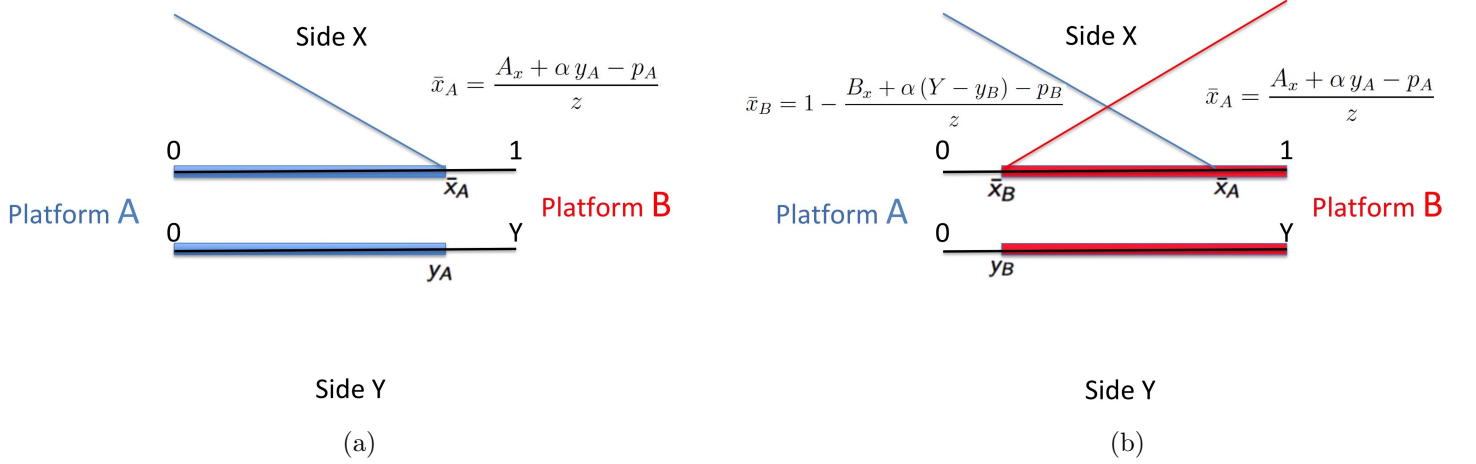 Side X
x̄_A = (A_x + α y_A − p_A) / z
0 1
x̄_A
Platform A
Platform B
0 Y
y_A
Side Y
(a)
Side X
x̄_B = 1 − (B_x + α (Y − y_B) − p_B) / z
x̄_A = (A_x + α y_A − p_A) / z
0 1
x̄_B x̄_A
Platform A
Platform B
0 Y
y_B
Side Y
(b)